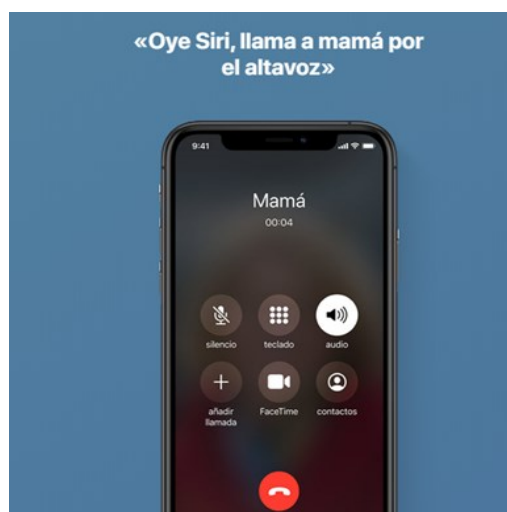 «Oye Siri, llama a mamá por
el altavoz»
9:41
Mamá
00:04
silencio
teclado
audio
añadir
llamada
FaceTime
contactos